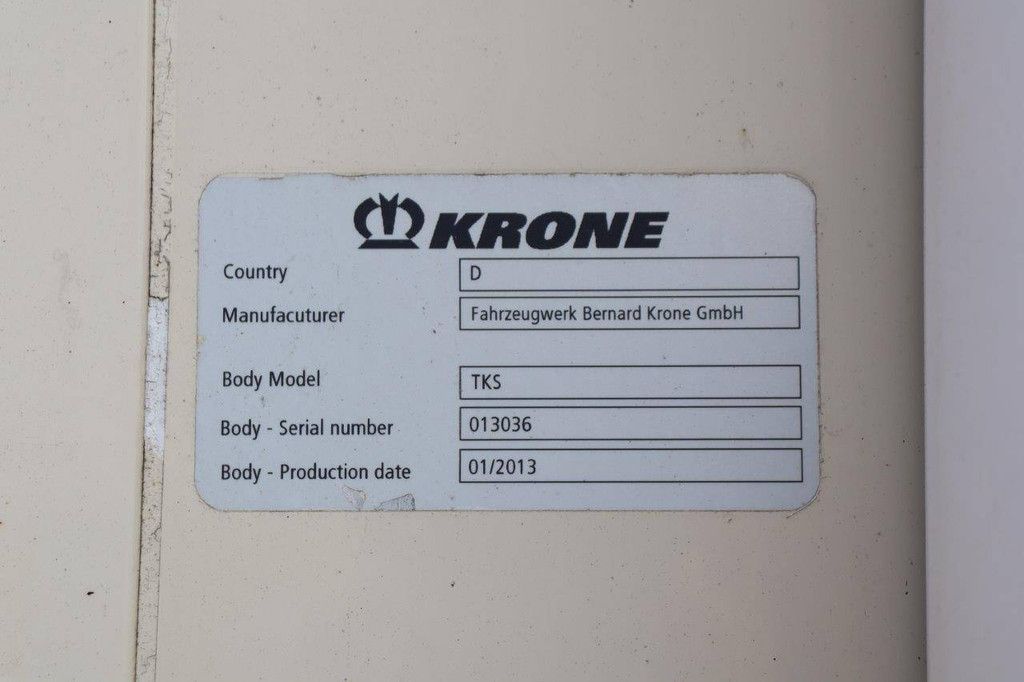 KRONE
Country D
Manufacuturer Fahrzeugwerk Bernard Krone GmbH
Body Model TKS
Body - Serial number 013036
Body - Production date 01/2013